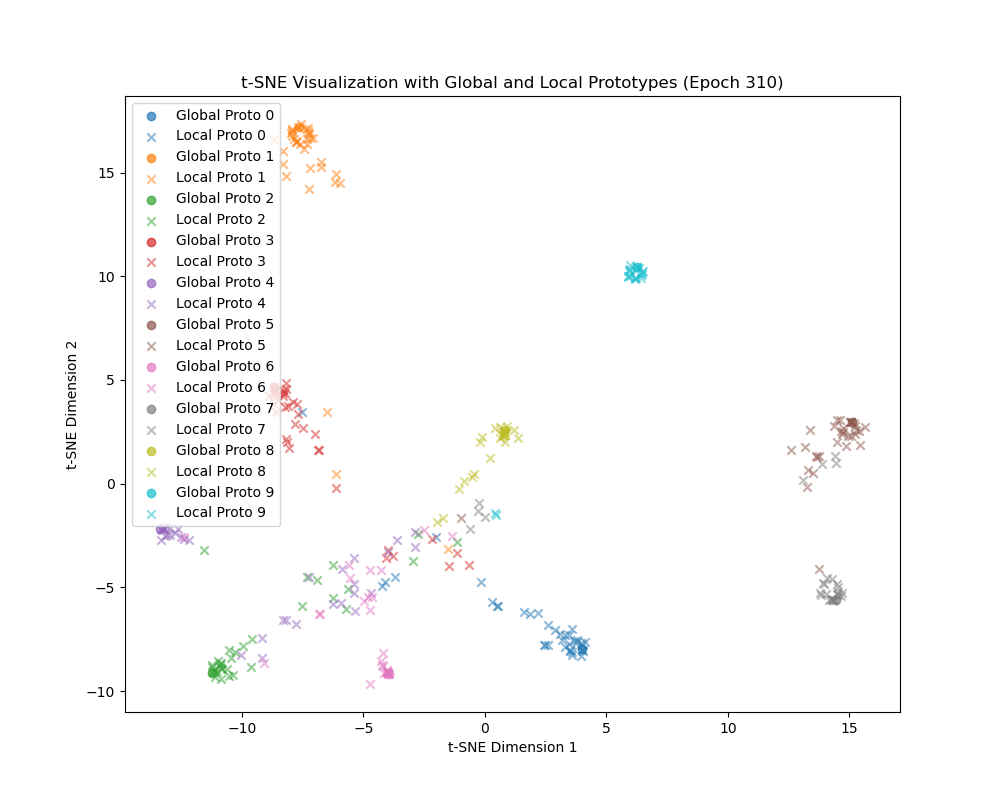 t-SNE Visualization with Global and Local Prototypes (Epoch 310)
Global Proto 0
Local Proto 0
Global Proto 1
Local Proto 1
Global Proto 2
Local Proto 2
Global Proto 3
Local Proto 3
Global Proto 4
Local Proto 4
Global Proto 5
Local Proto 5
Global Proto 6
Local Proto 6
Global Proto 7
Local Proto 7
Global Proto 8
Local Proto 8
Global Proto 9
Local Proto 9
t-SNE Dimension 2
15
10
5
0
−5
−10
−10
−5
0
5
10
15
t-SNE Dimension 1